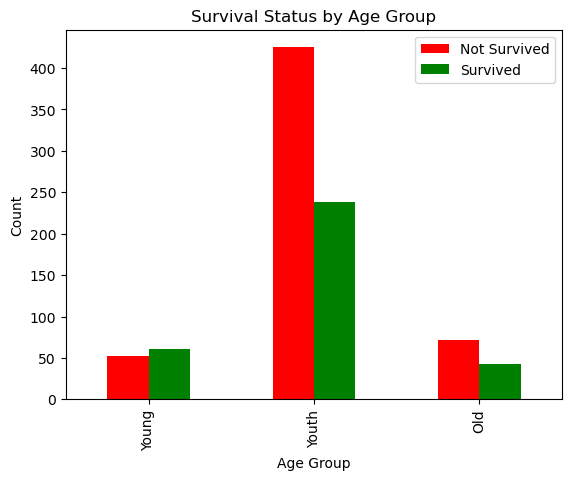 Survival Status by Age Group
Not Survived
Survived
Count
400
350
300
250
200
150
100
50
0
Young
Youth
Old
Age Group